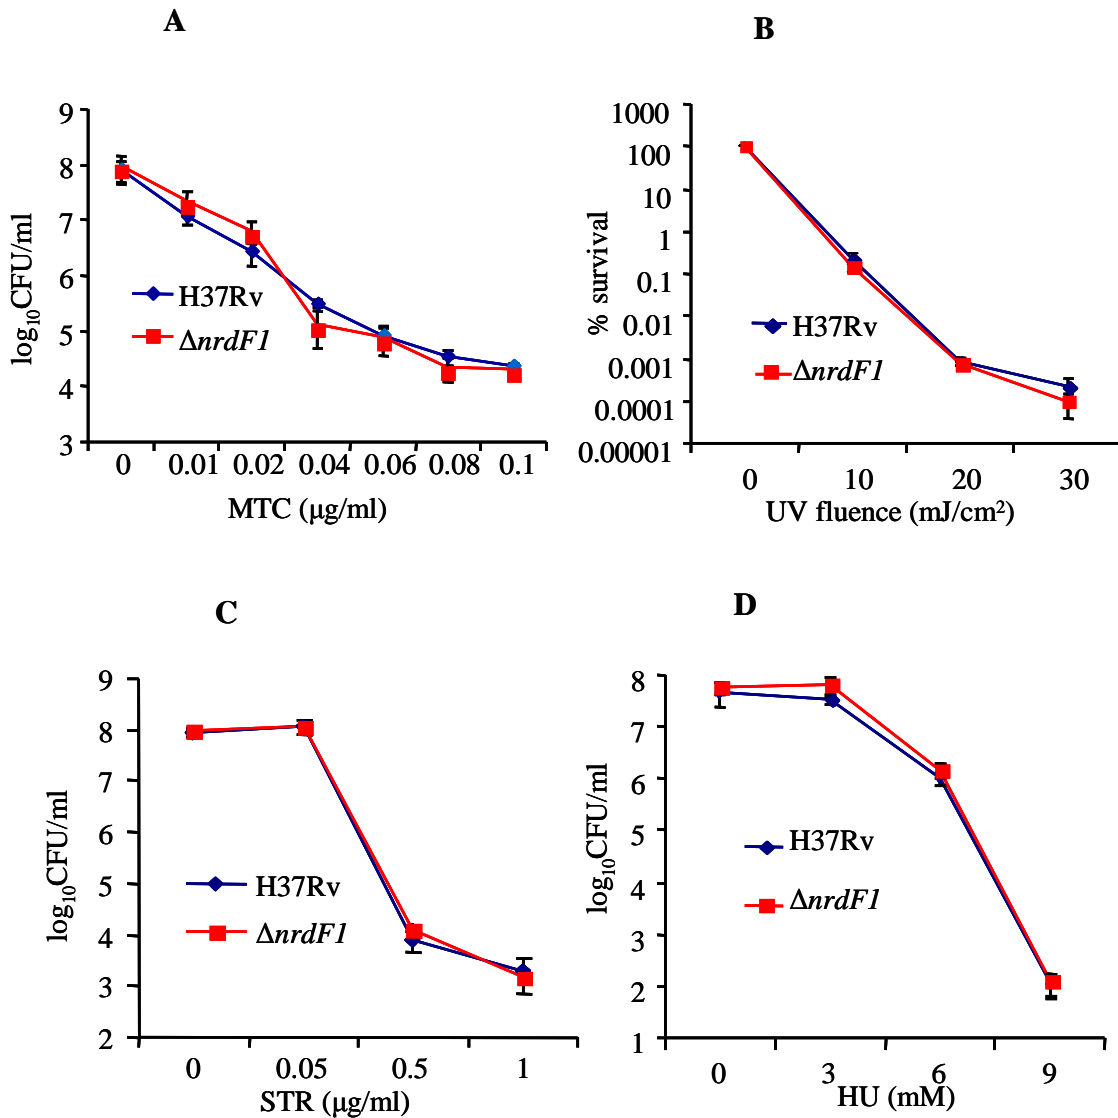 A
9
8
7
6
5
4
3
log₁₀CFU/ml
H37Rv
ΔnrdF1
0 0.01 0.02 0.04 0.06 0.08 0.1
MTC (µg/ml)
B
1000
100
10
1
0.1
0.01
0.001
0.0001
0.00001
% survival
H37Rv
ΔnrdF1
0 10 20 30
UV fluence (mJ/cm²)
C
9
8
7
6
5
4
3
2
log₁₀CFU/ml
H37Rv
ΔnrdF1
0 0.05 0.5 1
STR (µg/ml)
D
8
7
6
5
4
3
2
1
log₁₀CFU/ml
H37Rv
ΔnrdF1
0 3 6 9
HU (mM)